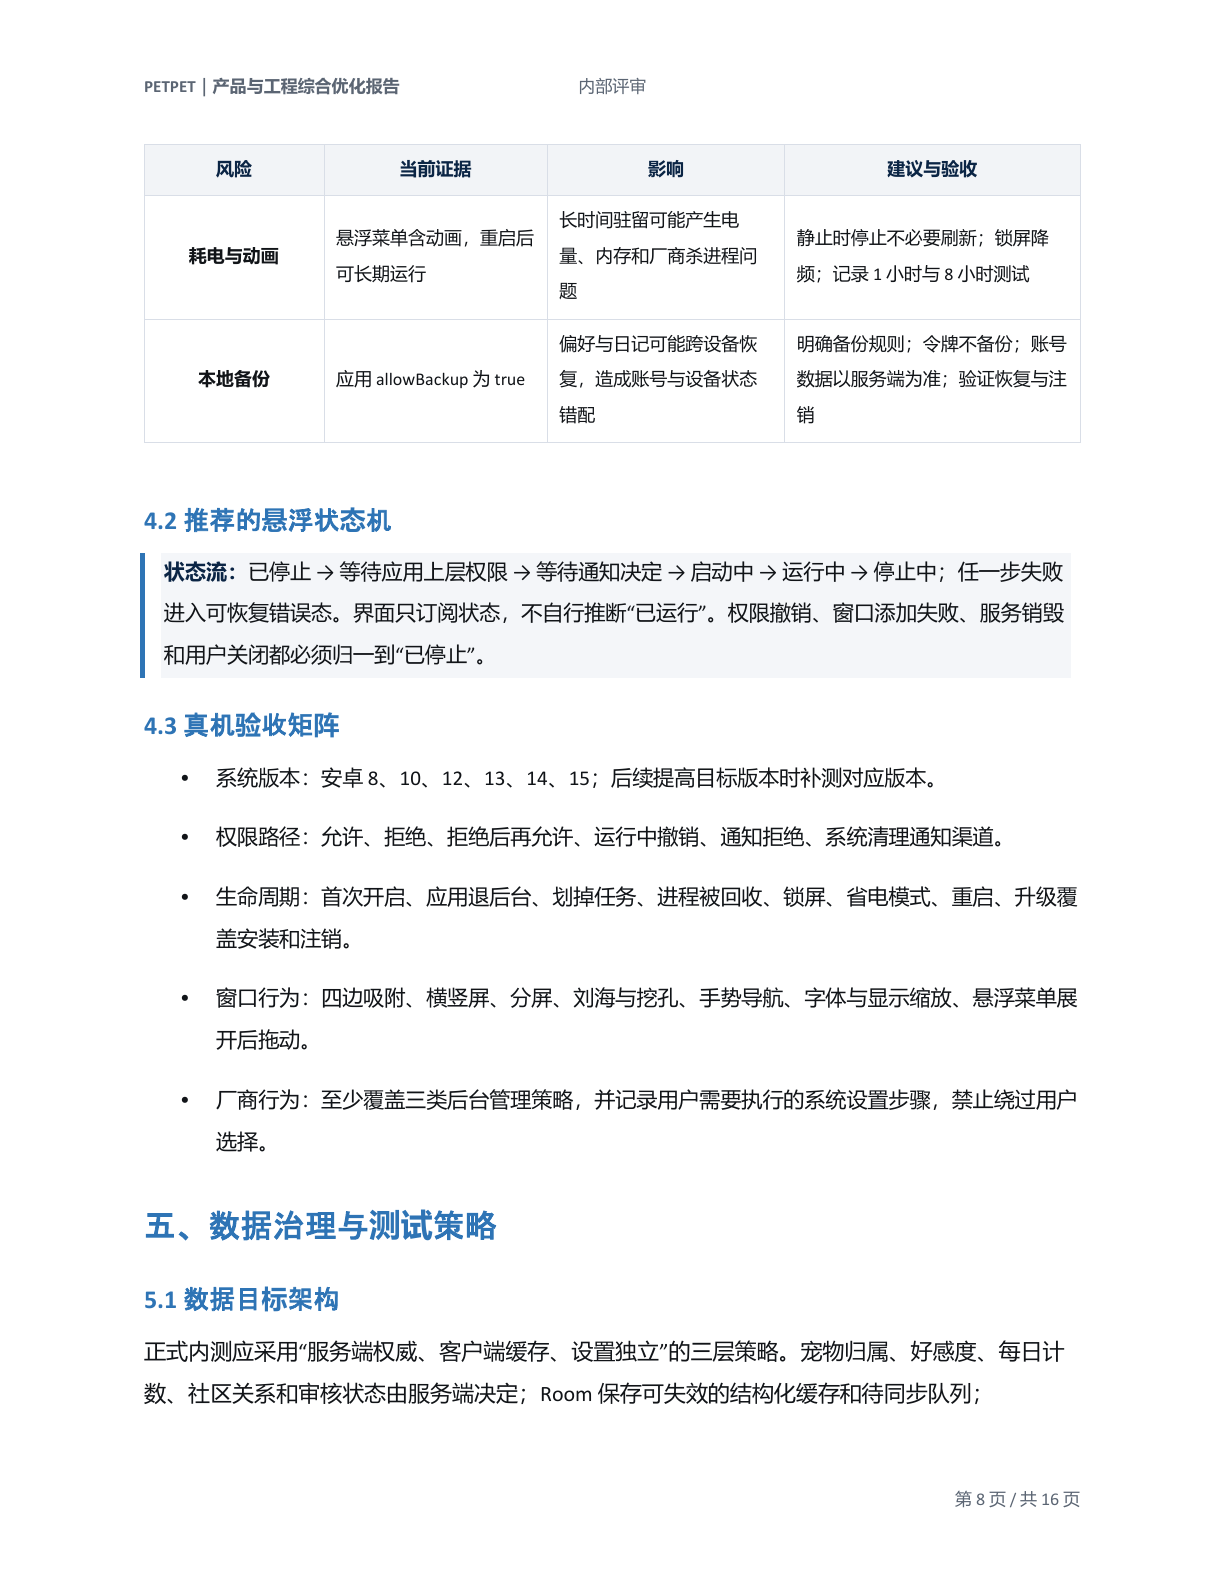 PETPET | 产品与工程综合优化报告 内部评审
风险 当前证据 影响 建议与验收
耗电与动画
悬浮菜单含动画，重启后
可长期运行
长时间驻留可能产生电
量、内存和厂商杀进程问
题
静止时停止不必要刷新；锁屏降
频；记录 1 小时与 8 小时测试
本地备份
应用 allowBackup 为 true
偏好与日记可能跨设备恢
复，造成账号与设备状态
错配
明确备份规则；令牌不备份；账号
数据以服务端为准；验证恢复与注
销
4.2 推荐的悬浮状态机
状态流：已停止 → 等待应用上层权限 → 等待通知决定 → 启动中 → 运行中 → 停止中；任一步失败
进入可恢复错误态。界面只订阅状态，不自行推断“已运行”。权限撤销、窗口添加失败、服务销毁
和用户关闭都必须归一到“已停止”。
4.3 真机验收矩阵
• 系统版本：安卓 8、10、12、13、14、15；后续提高目标版本时补测对应版本。
• 权限路径：允许、拒绝、拒绝后再允许、运行中撤销、通知拒绝、系统清理通知渠道。
• 生命周期：首次开启、应用退后台、划掉任务、进程被回收、锁屏、省电模式、重启、升级覆
盖安装和注销。
• 窗口行为：四边吸附、横竖屏、分屏、刘海与挖孔、手势导航、字体与显示缩放、悬浮菜单展
开后拖动。
• 厂商行为：至少覆盖三类后台管理策略，并记录用户需要执行的系统设置步骤，禁止绕过用户
选择。
五、数据治理与测试策略
5.1 数据目标架构
正式内测应采用“服务端权威、客户端缓存、设置独立”的三层策略。宠物归属、好感度、每日计
数、社区关系和审核状态由服务端决定；Room 保存可失效的结构化缓存和待同步队列；
第 8 页 / 共 16 页